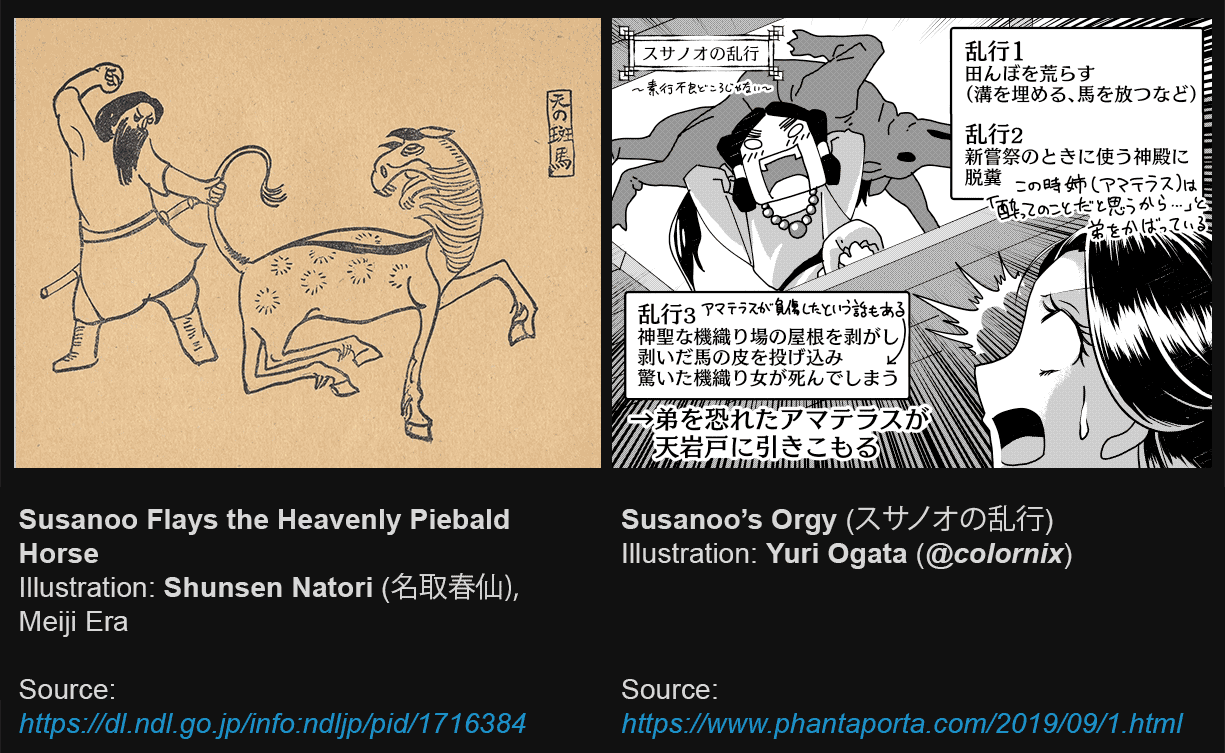 天の斑馬
スサノオの乱行
〜素行不良どころじゃない〜
乱行1
田んぼを荒らす
(溝を埋める、馬を放つなど)
乱行2
新嘗祭のときに使う神殿に
脱糞
この時姉(アマテラス)は
「酔ってのことだと思うから…」と
弟をかばっている
乱行3
アマテラスが負傷したという話もある
神聖な機織り場の屋根を剥がし
剥いだ馬の皮を投げ込み
驚いた機織り女が死んでしまう
→弟を恐れたアマテラスが
天岩戸に引きこもる
Susanoo Flays the Heavenly Piebald
Horse
Illustration: Shunsen Natori (名取春仙),
Meiji Era
Source:
https://dl.ndl.go.jp/info:ndljp/pid/1716384
Susanoo’s Orgy (スサノオの乱行)
Illustration: Yuri Ogata (@colornix)
Source:
https://www.phantaporta.com/2019/09/1.html